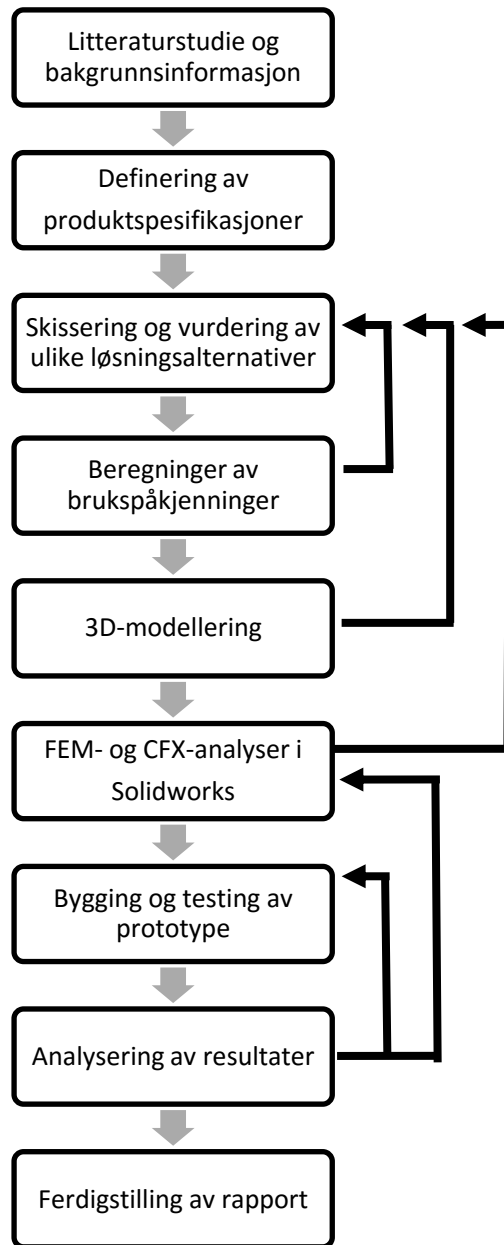 Litteraturstudie og
bakgrunnsinformasjon
Definering av
produktspesifikasjoner
Skissering og vurdering av
ulike løsningsalternativer
Beregninger av
brukspåkjenninger
3D-modellering
FEM- og CFX-analyser i
Solidworks
Bygging og testing av
prototype
Analysering av resultater
Ferdigstilling av rapport